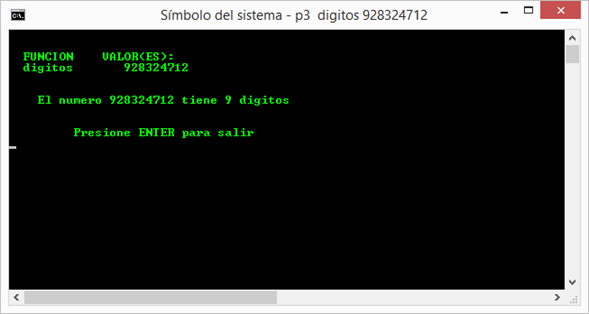 Símbolo del sistema - p3 digitos 928324712
FUNCION VALOR(ES):
digitos 928324712
El numero 928324712 tiene 9 digitos
Presione ENTER para salir